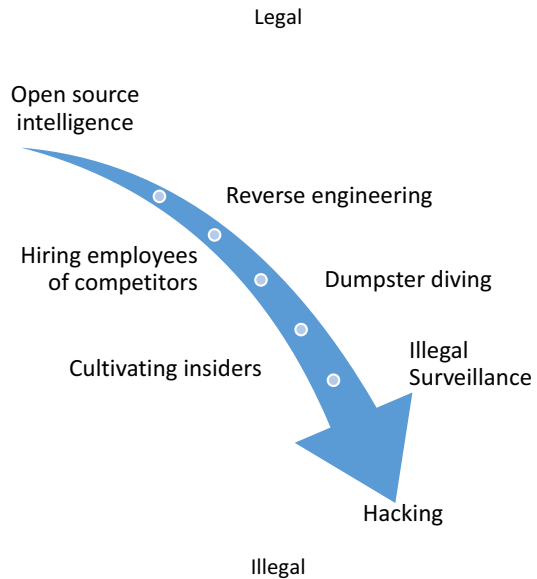 Legal
Open source
intelligence
Reverse engineering
Hiring employees
of competitors
Dumpster diving
Cultivating insiders
Illegal
Surveillance
Hacking
Illegal